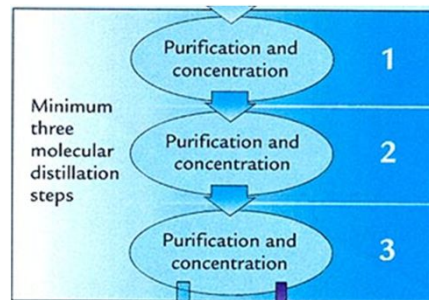 Purification and
concentration
1
Minimum
three
molecular
distillation
steps
Purification and
concentration
2
Purification and
concentration
3